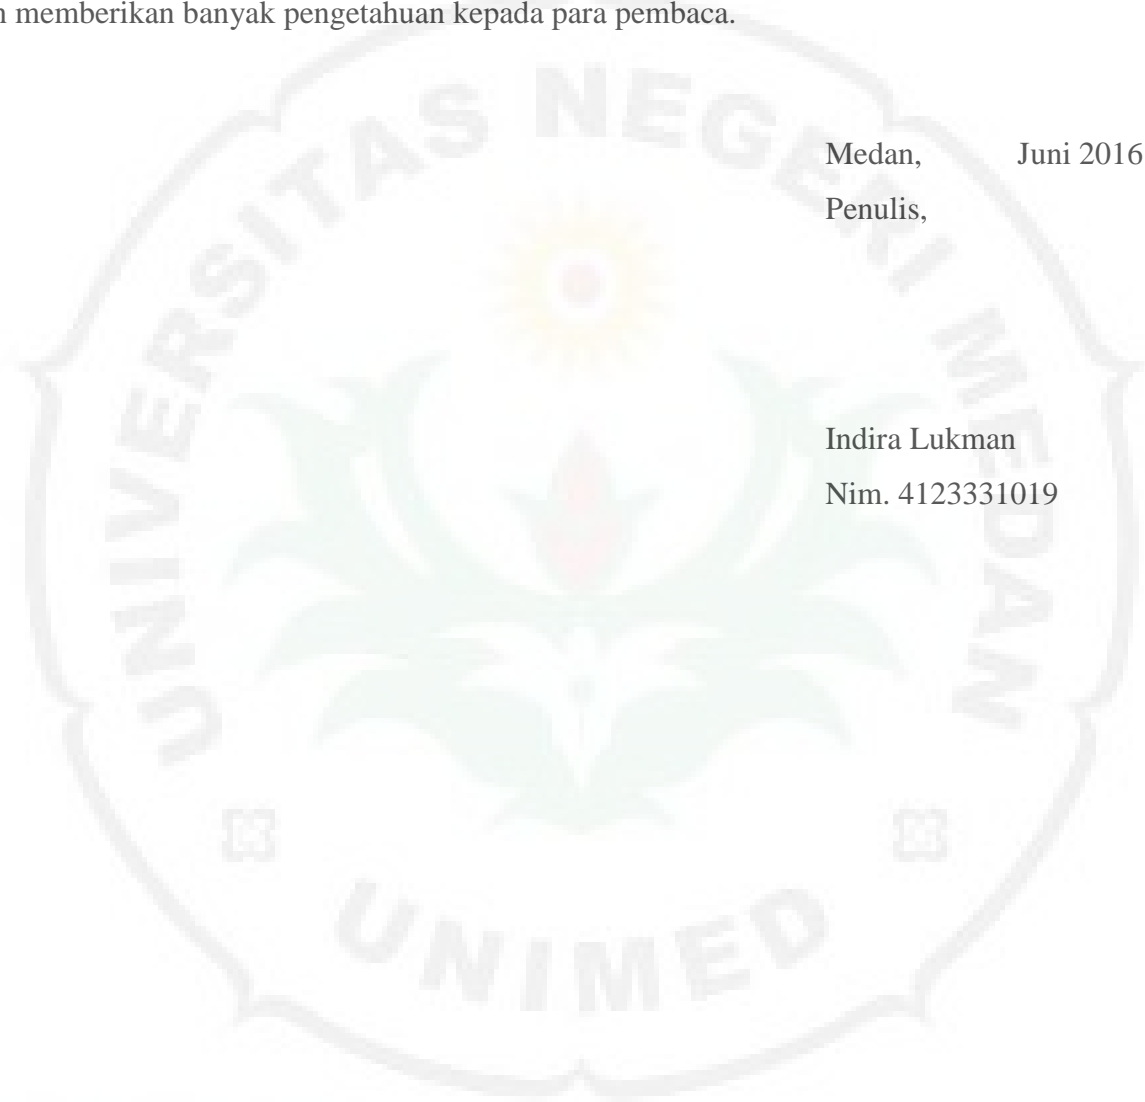 memberikan banyak pengetahuan kepada para pembaca.
Medan, Juni 2016
Penulis,
Indira Lukman
Nim. 4123331019
UNIVERSITAS NEGERI MEDAN
UNIMED